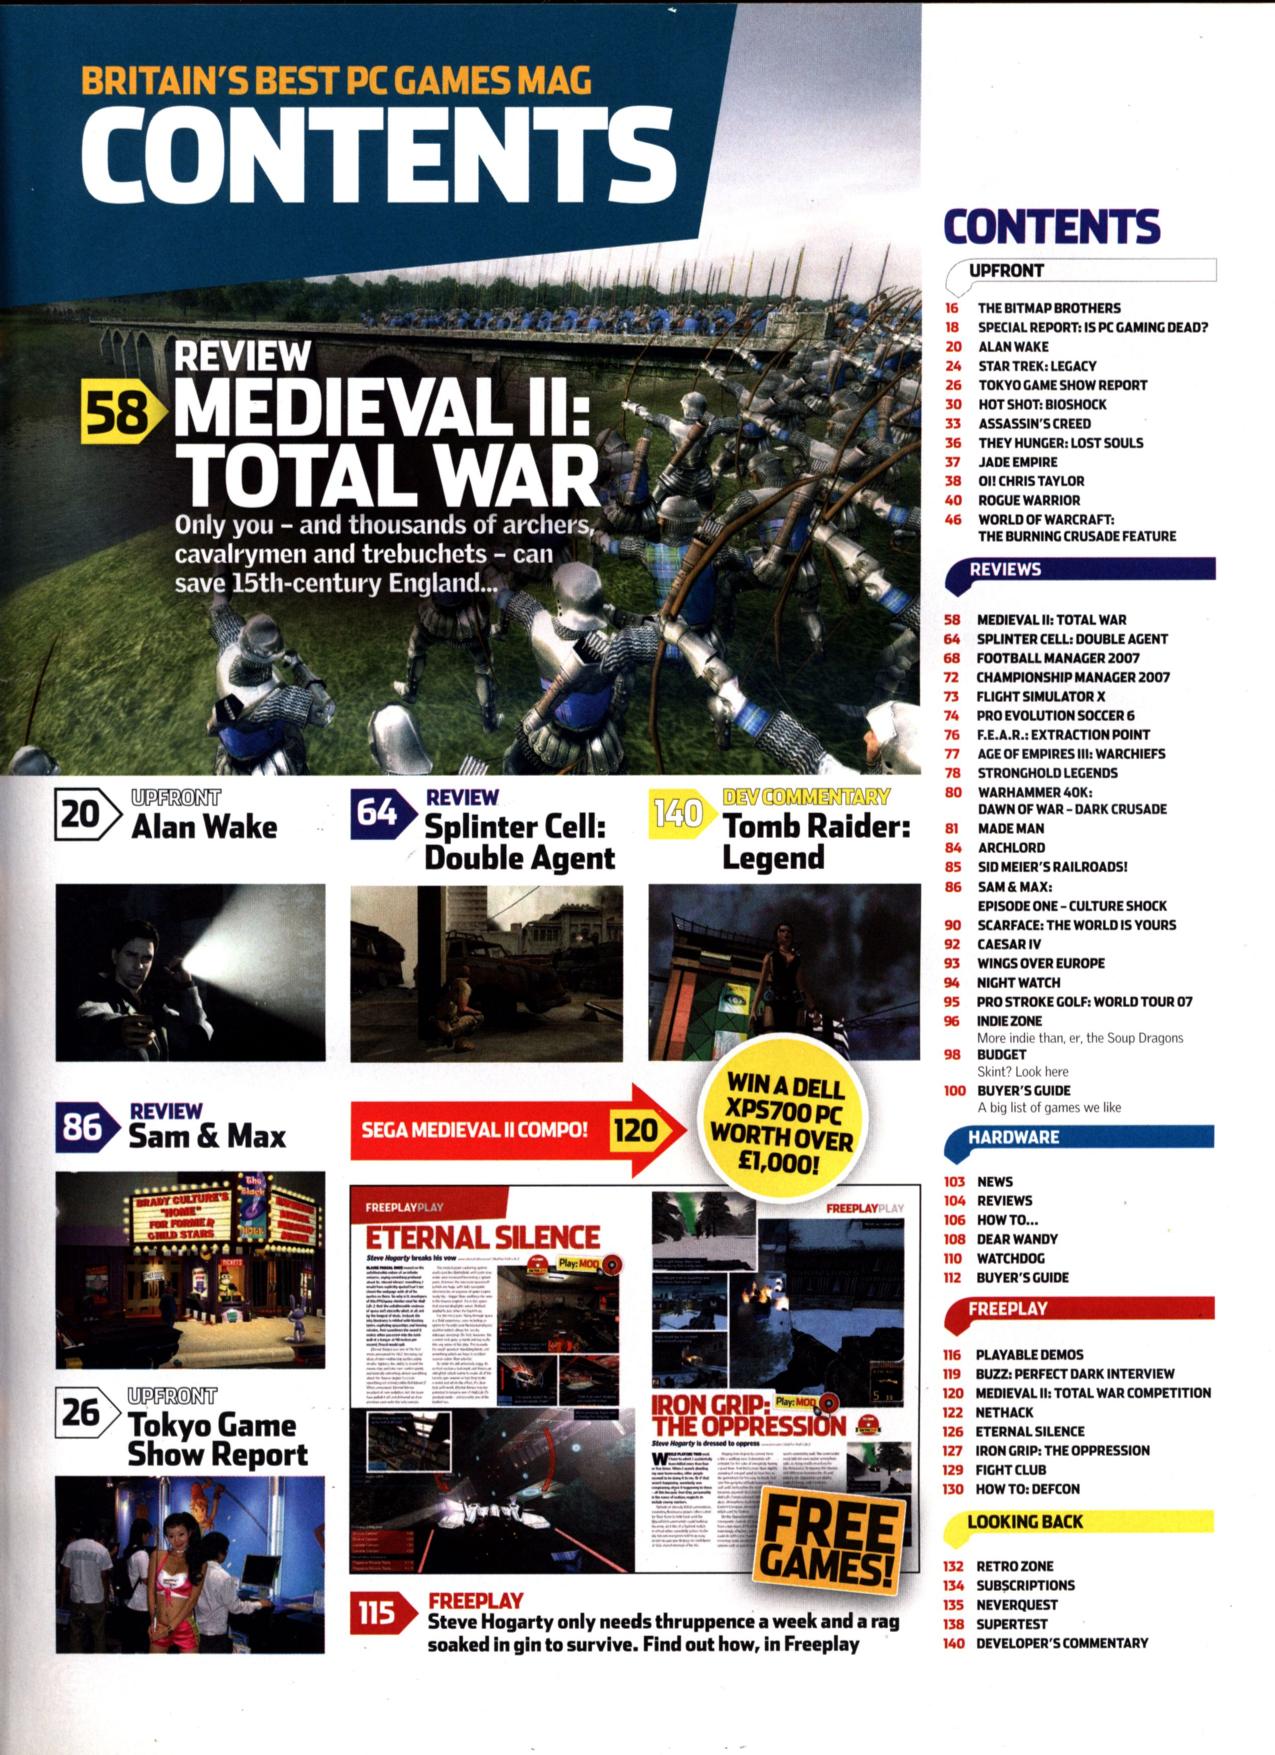 BRITAIN'S BEST PC GAMES MAG
CONTENTS
REVIEW
58
MEDIEVAL II:
TOTAL WAR
Only you – and thousands of archers,
cavalrymen and trebuchets – can
save 15th-century England...
20
UPFRONT
Alan Wake
64
REVIEW
Splinter Cell:
Double Agent
140
DEV COMMENTARY
Tomb Raider:
Legend
86
REVIEW
Sam & Max
BRADY CULTURE'S
"HOME"
FOR FORMER
CHILD STARS
TICKETS
26
UPFRONT
Tokyo Game
Show Report
SEGA MEDIEVAL II COMPO! 120
WIN A DELL
XPS700 PC
WORTH OVER
£1,000!
FREEPLAYPLAY
ETERNAL SILENCE
Steve Hogarty breaks his vow
Play: MOD
FREEPLAYPLAY
IRON GRIP:
THE OPPRESSION
Play: MOD
Steve Hogarty is dressed to oppress
FREE
GAMES!
115
FREEPLAY
Steve Hogarty only needs thruppence a week and a rag
soaked in gin to survive. Find out how, in Freeplay
CONTENTS
UPFRONT
16 THE BITMAP BROTHERS
18 SPECIAL REPORT: IS PC GAMING DEAD?
20 ALAN WAKE
24 STAR TREK: LEGACY
26 TOKYO GAME SHOW REPORT
30 HOT SHOT: BIOSHOCK
33 ASSASSIN'S CREED
36 THEY HUNGER: LOST SOULS
37 JADE EMPIRE
38 OI! CHRIS TAYLOR
40 ROGUE WARRIOR
46 WORLD OF WARCRAFT:
THE BURNING CRUSADE FEATURE
REVIEWS
58 MEDIEVAL II: TOTAL WAR
64 SPLINTER CELL: DOUBLE AGENT
68 FOOTBALL MANAGER 2007
72 CHAMPIONSHIP MANAGER 2007
73 FLIGHT SIMULATOR X
74 PRO EVOLUTION SOCCER 6
76 F.E.A.R.: EXTRACTION POINT
77 AGE OF EMPIRES III: WARCHIEFS
78 STRONGHOLD LEGENDS
80 WARHAMMER 40K:
DAWN OF WAR – DARK CRUSADE
81 MADE MAN
84 ARCHLORD
85 SID MEIER'S RAILROADS!
86 SAM & MAX:
EPISODE ONE – CULTURE SHOCK
90 SCARFACE: THE WORLD IS YOURS
92 CAESAR IV
93 WINGS OVER EUROPE
94 NIGHT WATCH
95 PRO STROKE GOLF: WORLD TOUR 07
96 INDIE ZONE
More indie than, er, the Soup Dragons
98 BUDGET
Skint? Look here
100 BUYER'S GUIDE
A big list of games we like
HARDWARE
103 NEWS
104 REVIEWS
106 HOW TO...
108 DEAR WANDY
110 WATCHDOG
112 BUYER'S GUIDE
FREEPLAY
116 PLAYABLE DEMOS
119 BUZZ: PERFECT DARK INTERVIEW
120 MEDIEVAL II: TOTAL WAR COMPETITION
122 NETHACK
126 ETERNAL SILENCE
127 IRON GRIP: THE OPPRESSION
129 FIGHT CLUB
130 HOW TO: DEFCON
LOOKING BACK
132 RETRO ZONE
134 SUBSCRIPTIONS
135 NEVERQUEST
138 SUPERTEST
140 DEVELOPER'S COMMENTARY